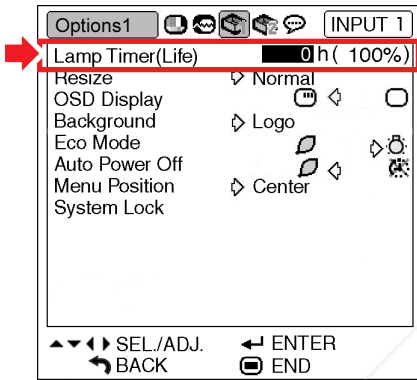 Options1 2 INPUT 1
Lamp Timer(Life) 0 h ( 100%)
Resize Normal
OSD Display
Background Logo
Eco Mode
Auto Power Off
Menu Position Center
System Lock
SEL./ADJ. ENTER
BACK END